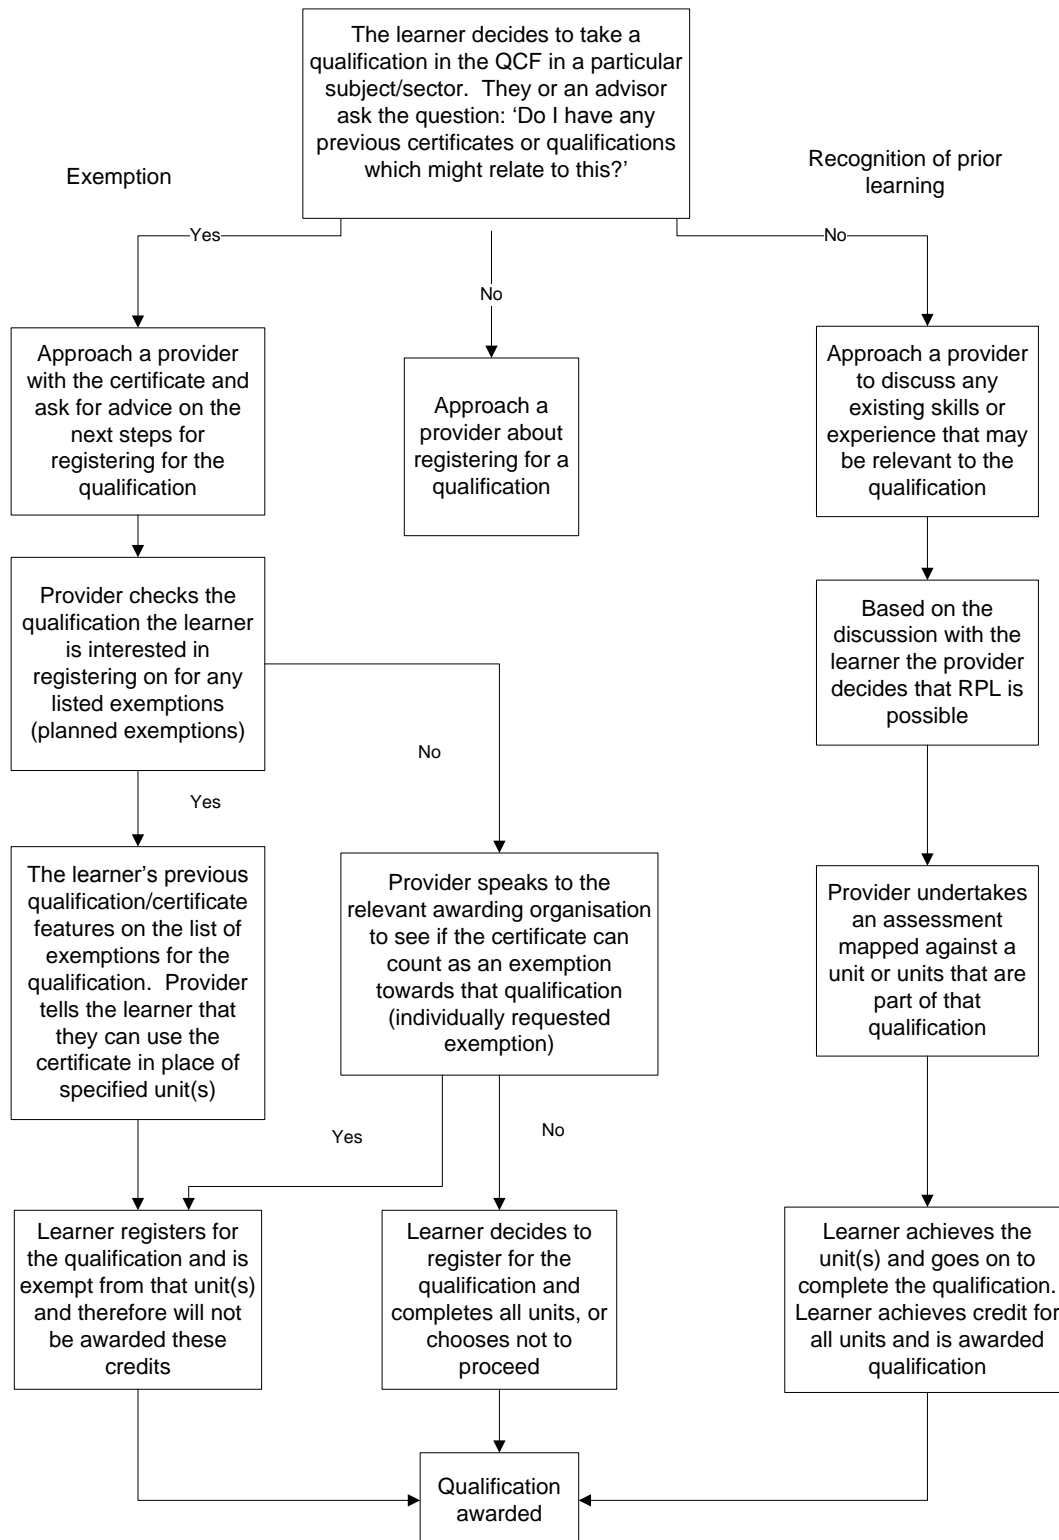 The learner decides to take a
qualification in the QCF in a particular
subject/sector.  They or an advisor
ask the question: ‘Do I have any
previous certificates or qualifications
which might relate to this?’
Exemption
Recognition of prior
learning
Yes
No
No
Approach a provider
with the certificate and
ask for advice on the
next steps for
registering for the
qualification
Approach a
provider about
registering for a
qualification
Approach a provider
to discuss any
existing skills or
experience that may
be relevant to the
qualification
Provider checks the
qualification the learner
is interested in
registering on for any
listed exemptions
(planned exemptions)
Based on the
discussion with the
learner the provider
decides that RPL is
possible
No
Yes
The learner’s previous
qualification/certificate
features on the list of
exemptions for the
qualification.  Provider
tells the learner that
they can use the
certificate in place of
specified unit(s)
Provider speaks to the
relevant awarding organisation
to see if the certificate can
count as an exemption
towards that qualification
(individually requested
exemption)
Provider undertakes
an assessment
mapped against a
unit or units that are
part of that
qualification
Yes
No
Learner registers for
the qualification and is
exempt from that unit(s)
and therefore will not
be awarded these
credits
Learner decides to
register for the
qualification and
completes all units, or
chooses not to
proceed
Learner achieves the
unit(s) and goes on to
complete the qualification.
Learner achieves credit for
all units and is awarded
qualification
Qualification
awarded